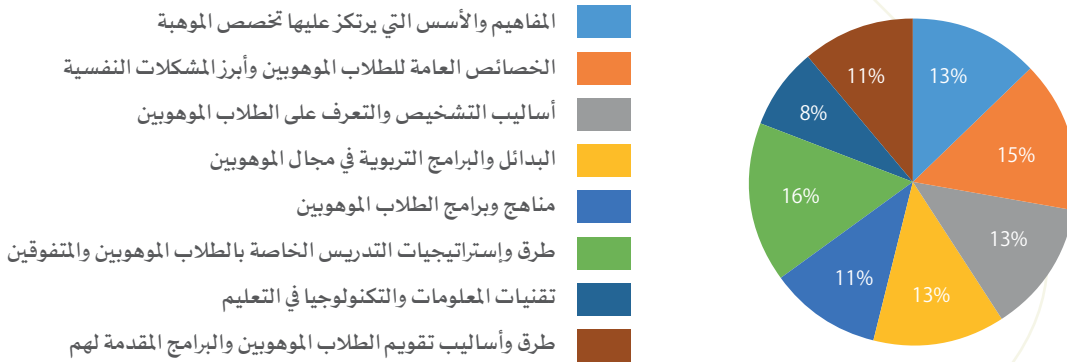 المفاهيم والأسس التي يرتكز عليها تخصص الموهبة
الخصائص العامة للطلاب الموهوبين وأبرز المشكلات النفسية
أساليب التشخيص والتعرف على الطلاب الموهوبين
البدائل والبرامج التربوية في مجال الموهوبين
مناهج وبرامج الطلاب الموهوبين
طرق وإستراتيجيات التدريس الخاصة بالطلاب الموهوبين والمتفوقين
تقنيات المعلومات والتكنولوجيا في التعليم
طرق وأساليب تقويم الطلاب الموهوبين والبرامج المقدمة لهم
13%
15%
13%
13%
11%
16%
8%
11%